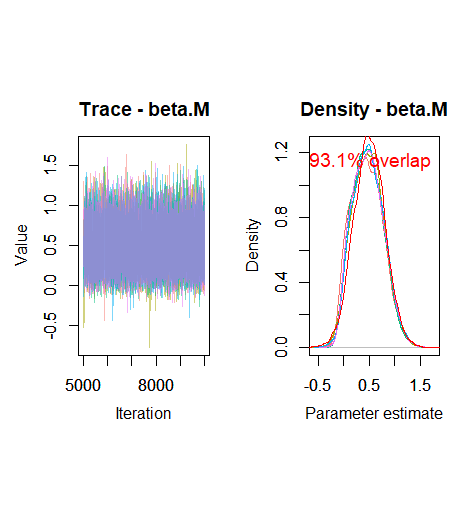 Trace - beta.M
Value
-0.5 0.0 0.5 1.0 1.5
5000 8000
Iteration
Density - beta.M
93.1% overlap
Density
0.0 0.4 0.8 1.2
-0.5 0.5 1.5
Parameter estimate